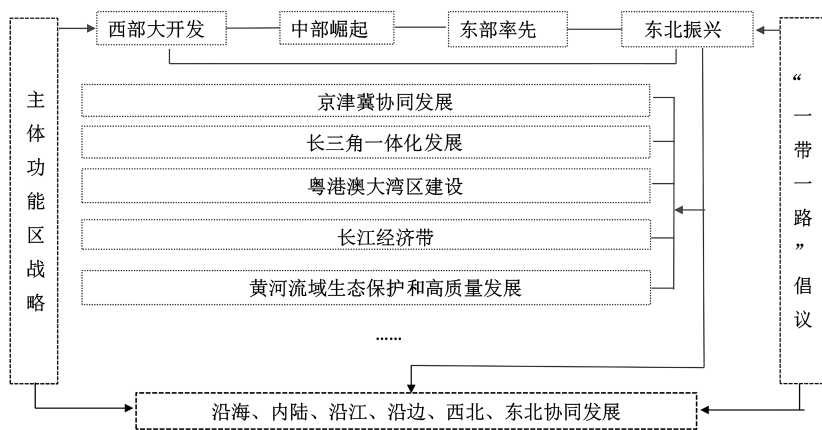 西部大开发
中部崛起
东部率先
东北振兴
主体功能区战略
京津冀协同发展
长三角一体化发展
粤港澳大湾区建设
长江经济带
黄河流域生态保护和高质量发展
……
“一带一路”倡议
沿海、内陆、沿江、沿边、西北、东北协同发展